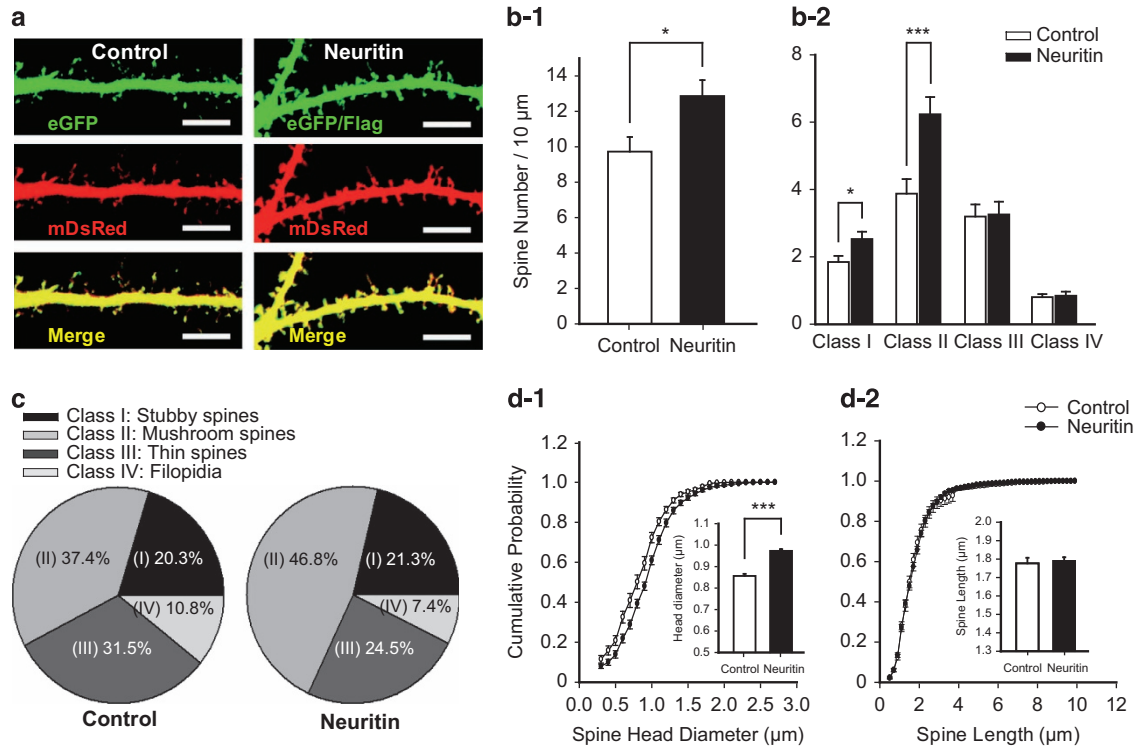 a
Control
Neuritin
eGFP
eGFP/Flag
mDsRed
mDsRed
Merge
Merge
b-1
*
Spine Number / 10 µm
14
12
10
8
6
4
2
0
Control Neuritin
b-2
Control
Neuritin
***
*
8
6
4
2
0
Class I Class II Class III Class IV
c
Class I: Stubby spines
Class II: Mushroom spines
Class III: Thin spines
Class IV: Filopidia
(II) 37.4%
(I) 20.3%
(IV) 10.8%
(III) 31.5%
Control
(II) 46.8%
(I) 21.3%
(IV) 7.4%
(III) 24.5%
Neuritin
d-1
Cumulative Probability
1.2
1.0
0.8
0.6
0.4
0.2
0
0 0.5 1.0 1.5 2.0 2.5 3.0
Spine Head Diameter (µm)
***
Head diameter (µm)
1.1
1.0
0.9
0.8
0.7
0.6
0.5
Control Neuritin
d-2
Control
Neuritin
1.2
1.0
0.8
0.6
0.4
0.2
0
0 2 4 6 8 10 12
Spine Length (µm)
Spine Length (µm)
2.0
1.9
1.8
1.7
1.6
1.5
1.4
1.3
Control Neuritin